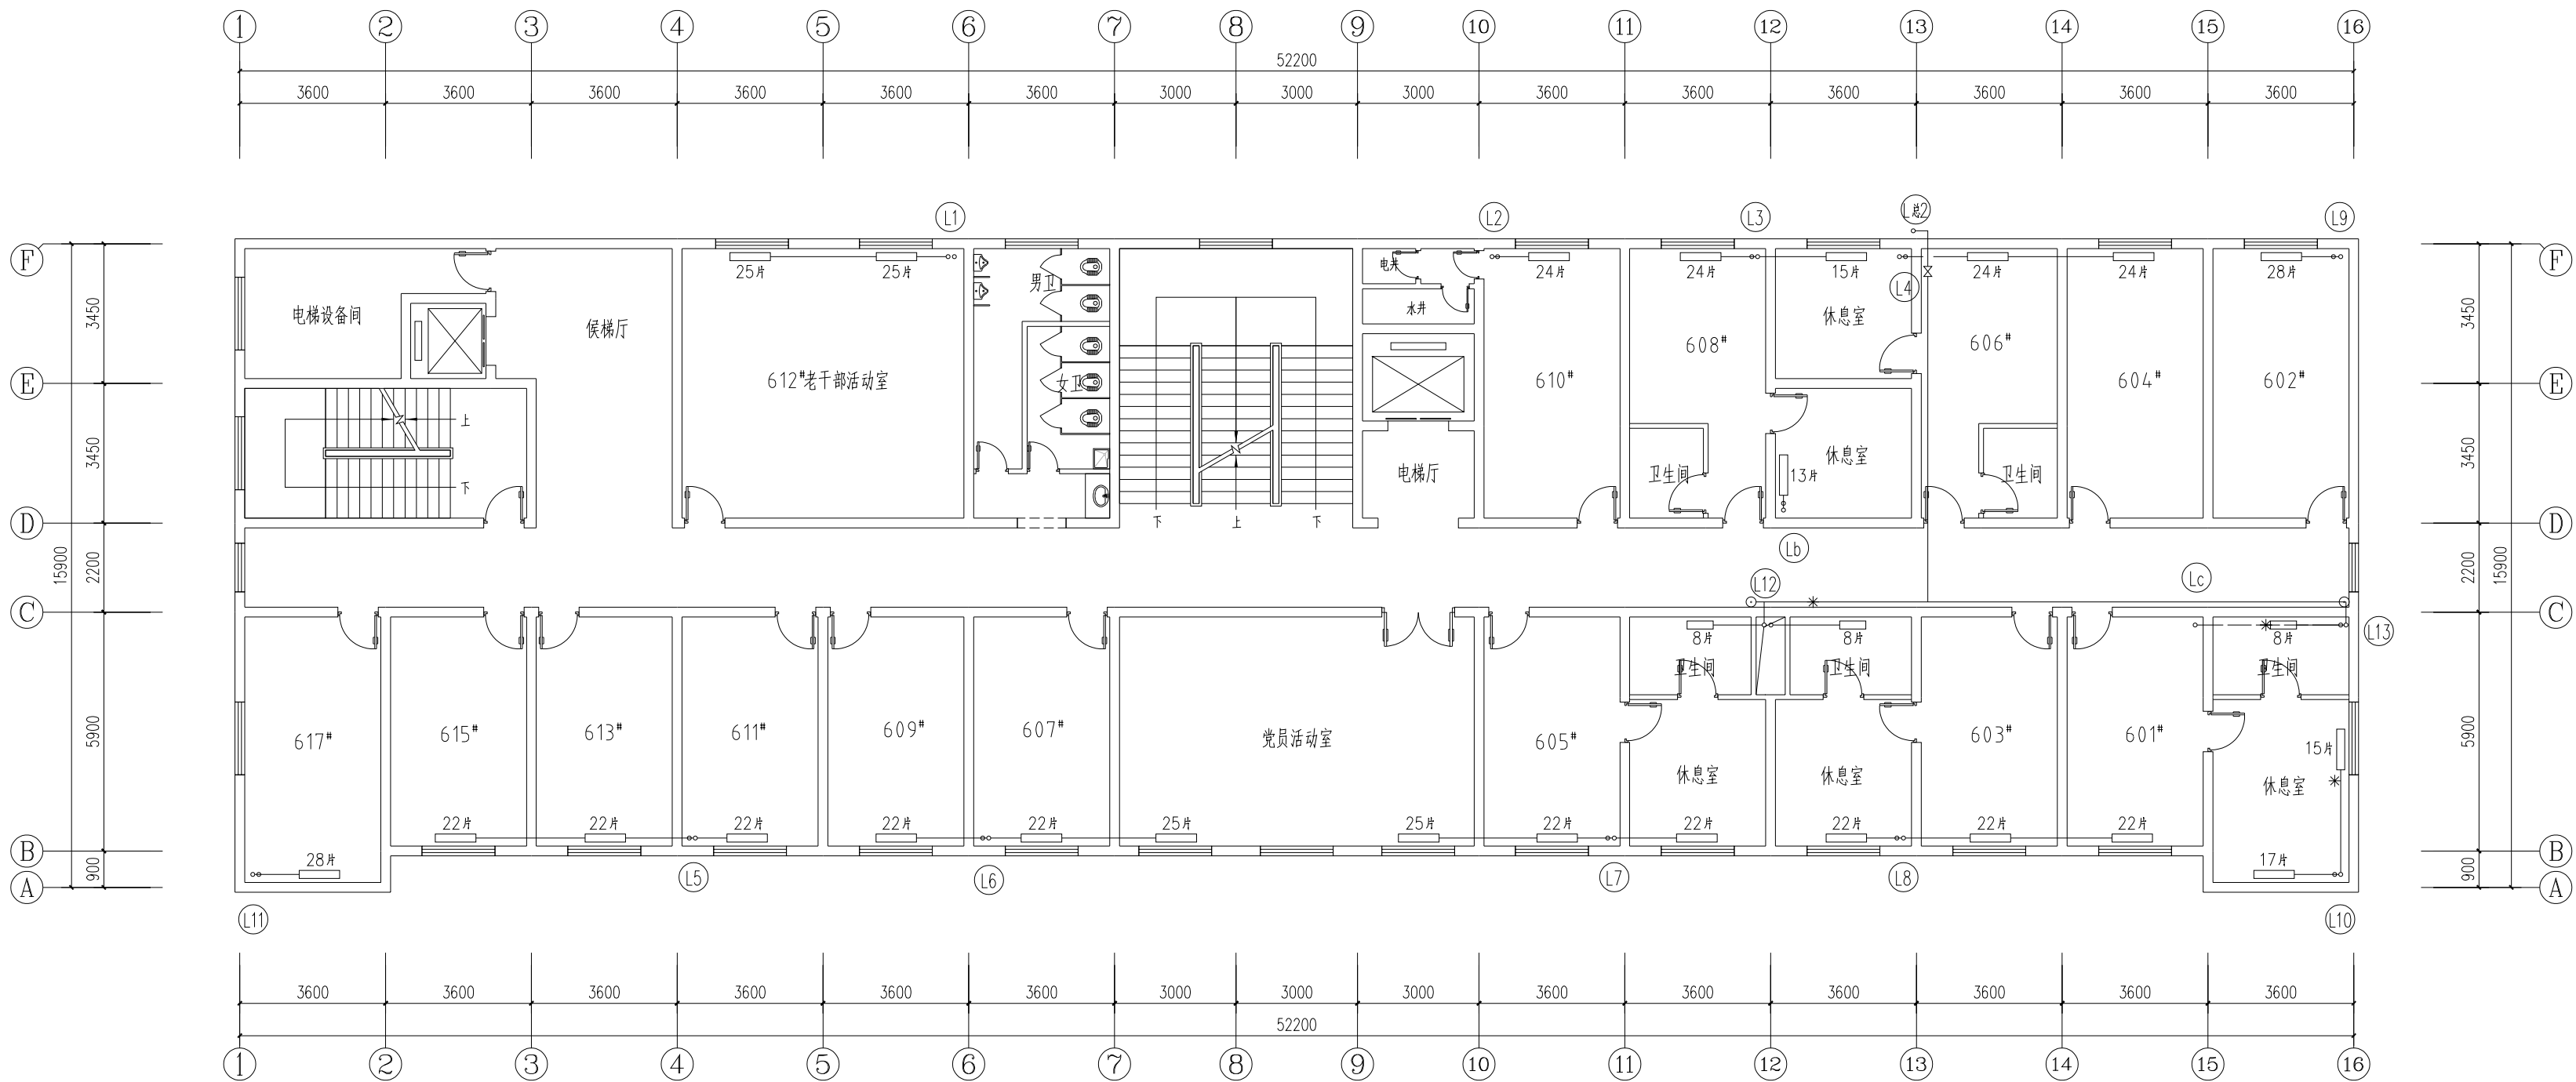 1 2 3 4 5 6 7 8 9 10 11 12 13 14 15 16
52200
3600 3600 3600 3600 3600 3600 3000 3000 3000 3600 3600 3600 3600 3600 3600
L1 L2 L3 L总2 L9
F F
25片 25片 24片 24片 15片 24片 24片 28片
电井
男卫
L4
3450 3450
电梯设备间 侯梯厅 水井 休息室
608# 606#
E E
612#老干部活动室 女卫 610# 604# 602#
上
3450 3450
休息室
电梯厅 卫生间 13片 卫生间
下
D D
下 上 下
Lb
15900 2200 2200 15900
L12 Lc
C C
8片 8片 8片 L13
卫生间 卫生间 卫生间
5900 5900
617# 615# 613# 611# 609# 607# 党员活动室 605# 603# 601#
15片
休息室 休息室 休息室
22片 22片 22片 22片 22片 25片 25片 22片 22片 22片 22片 22片
B B
28片 17片
900 900
A A
L5 L6 L7 L8
L11 L10
3600 3600 3600 3600 3600 3600 3000 3000 3000 3600 3600 3600 3600 3600 3600
52200
1 2 3 4 5 6 7 8 9 10 11 12 13 14 15 16